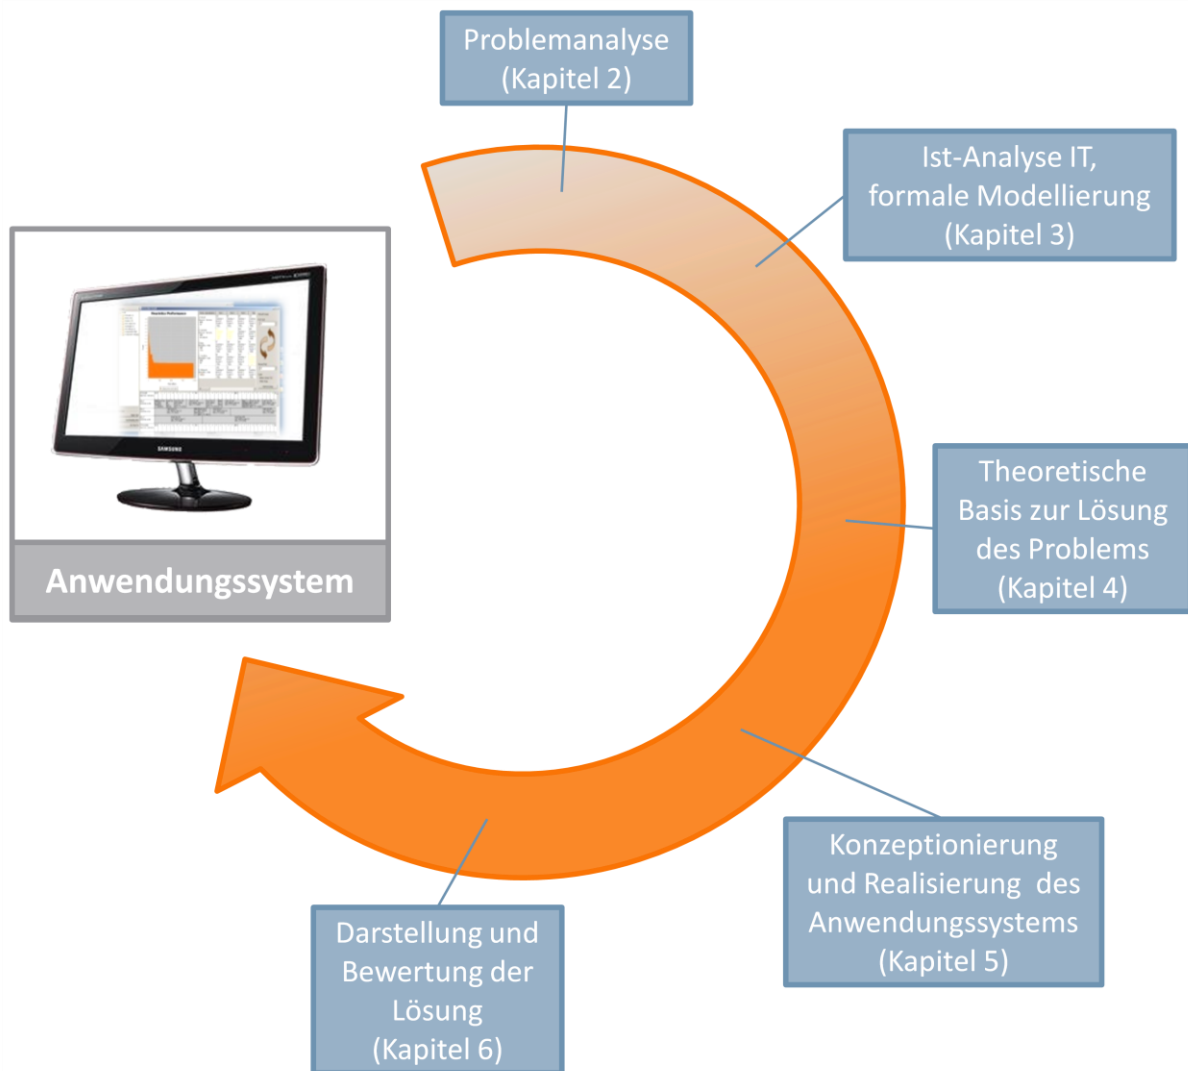 Problemanalyse
(Kapitel 2)
Ist-Analyse IT,
formale Modellierung
(Kapitel 3)
SAMSUNG
Anwendungssystem
Theoretische
Basis zur Lösung
des Problems
(Kapitel 4)
Konzeptionierung
und Realisierung des
Anwendungssystems
(Kapitel 5)
Darstellung und
Bewertung der
Lösung
(Kapitel 6)